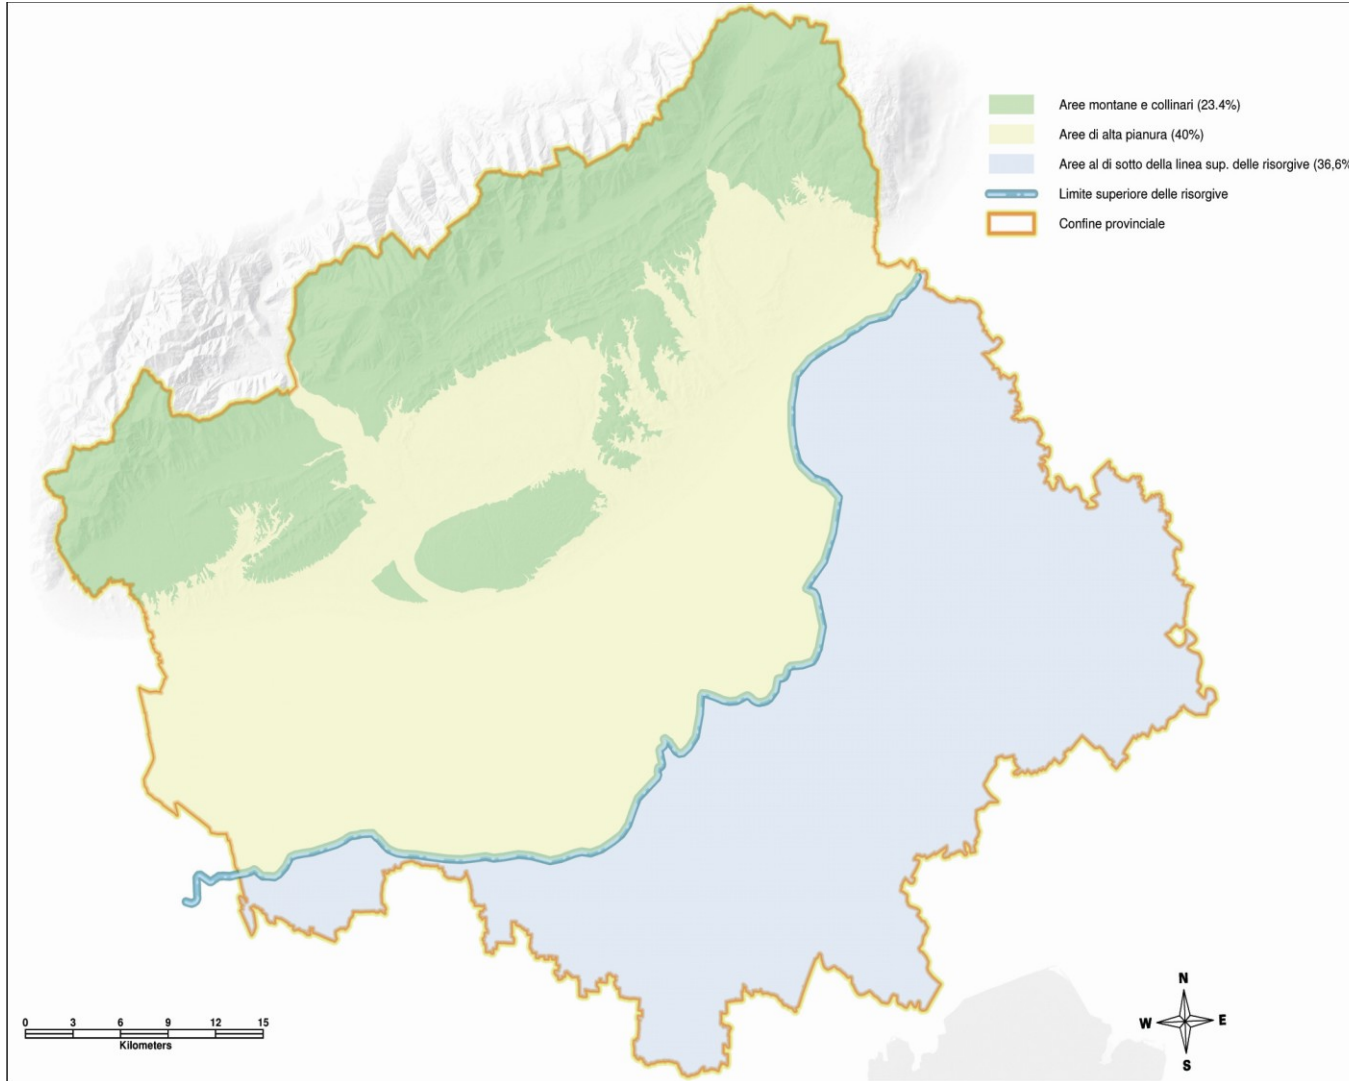 Aree montane e collinari (23.4%)
Aree di alta pianura (40%)
Aree al di sotto della linea sup. delle risorgive (36,6%
Limite superiore delle risorgive
Confine provinciale
0 3 6 9 12 15
Kilometers
N
W E
S